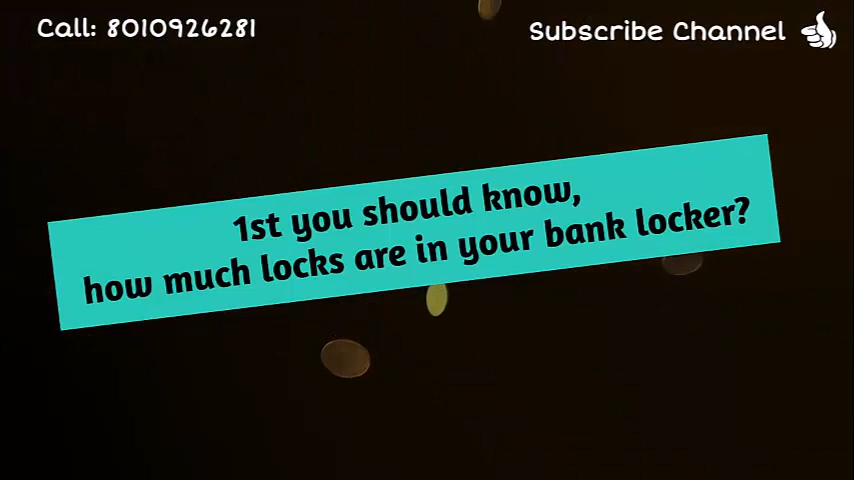 Call: 8010926281
Subscribe Channel
1st you should know,
how much locks are in your bank locker?